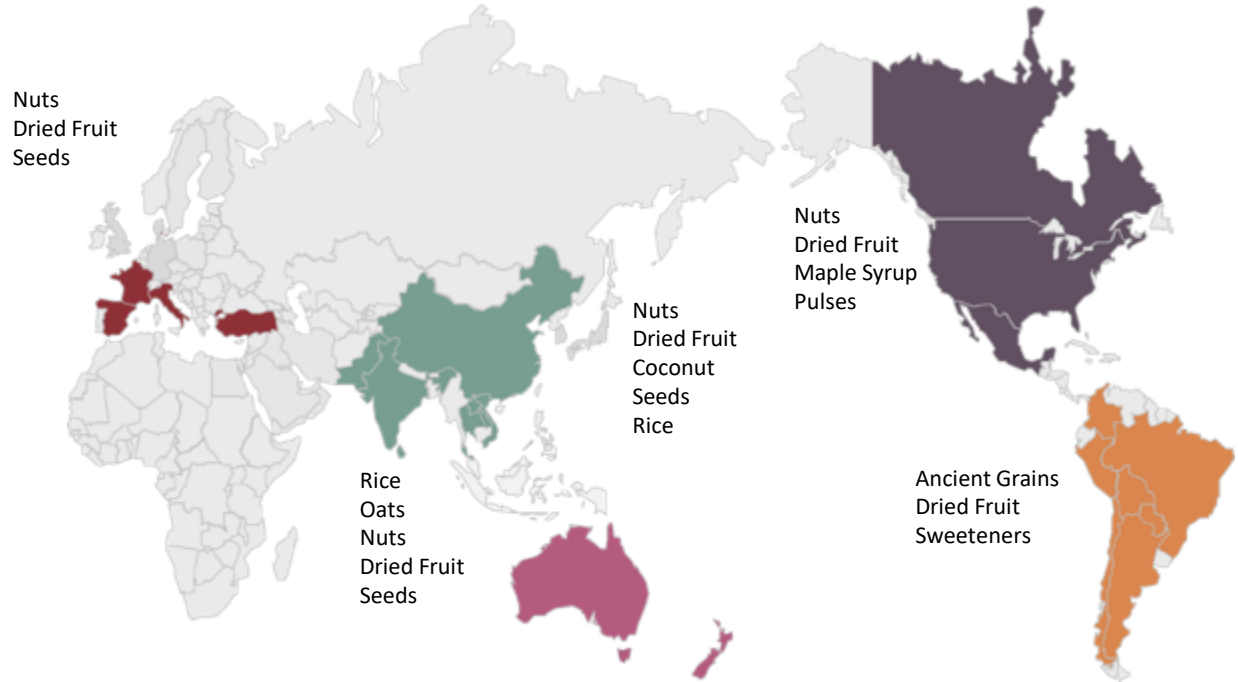 Nuts
Dried Fruit
Seeds
Nuts
Dried Fruit
Maple Syrup
Pulses
Nuts
Dried Fruit
Coconut
Seeds
Rice
Rice
Oats
Nuts
Dried Fruit
Seeds
Ancient Grains
Dried Fruit
Sweeteners